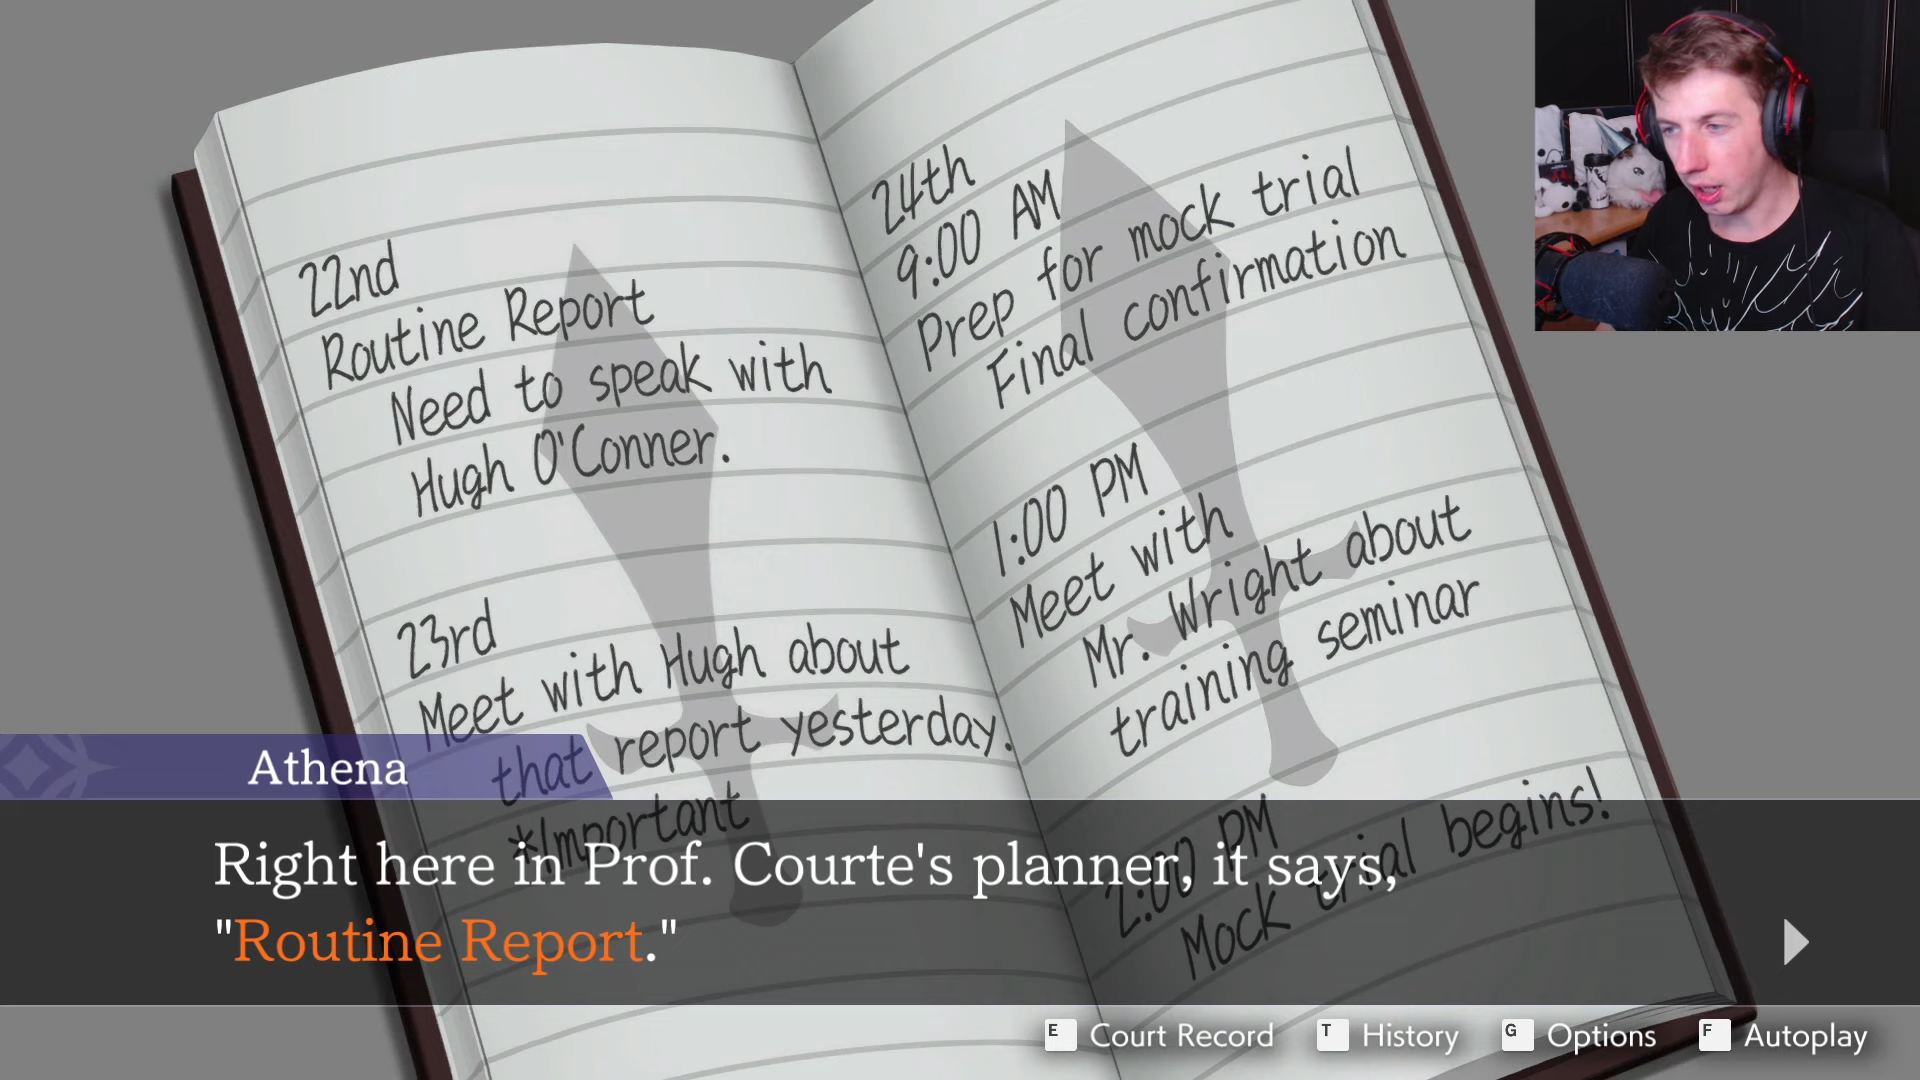 22nd
Routine Report
Need to speak with
Hugh O'Conner.
23rd
Meet with Hugh about
that report yesterday.
*Important
24th
9:00 AM
Prep for mock trial
Final confirmation
1:00 PM
Meet with
Mr. Wright about
training seminar
2:00 PM
Mock trial begins!
Athena
Right here in Prof. Courte's planner, it says,
"Routine Report."
E Court Record T History G Options F Autoplay